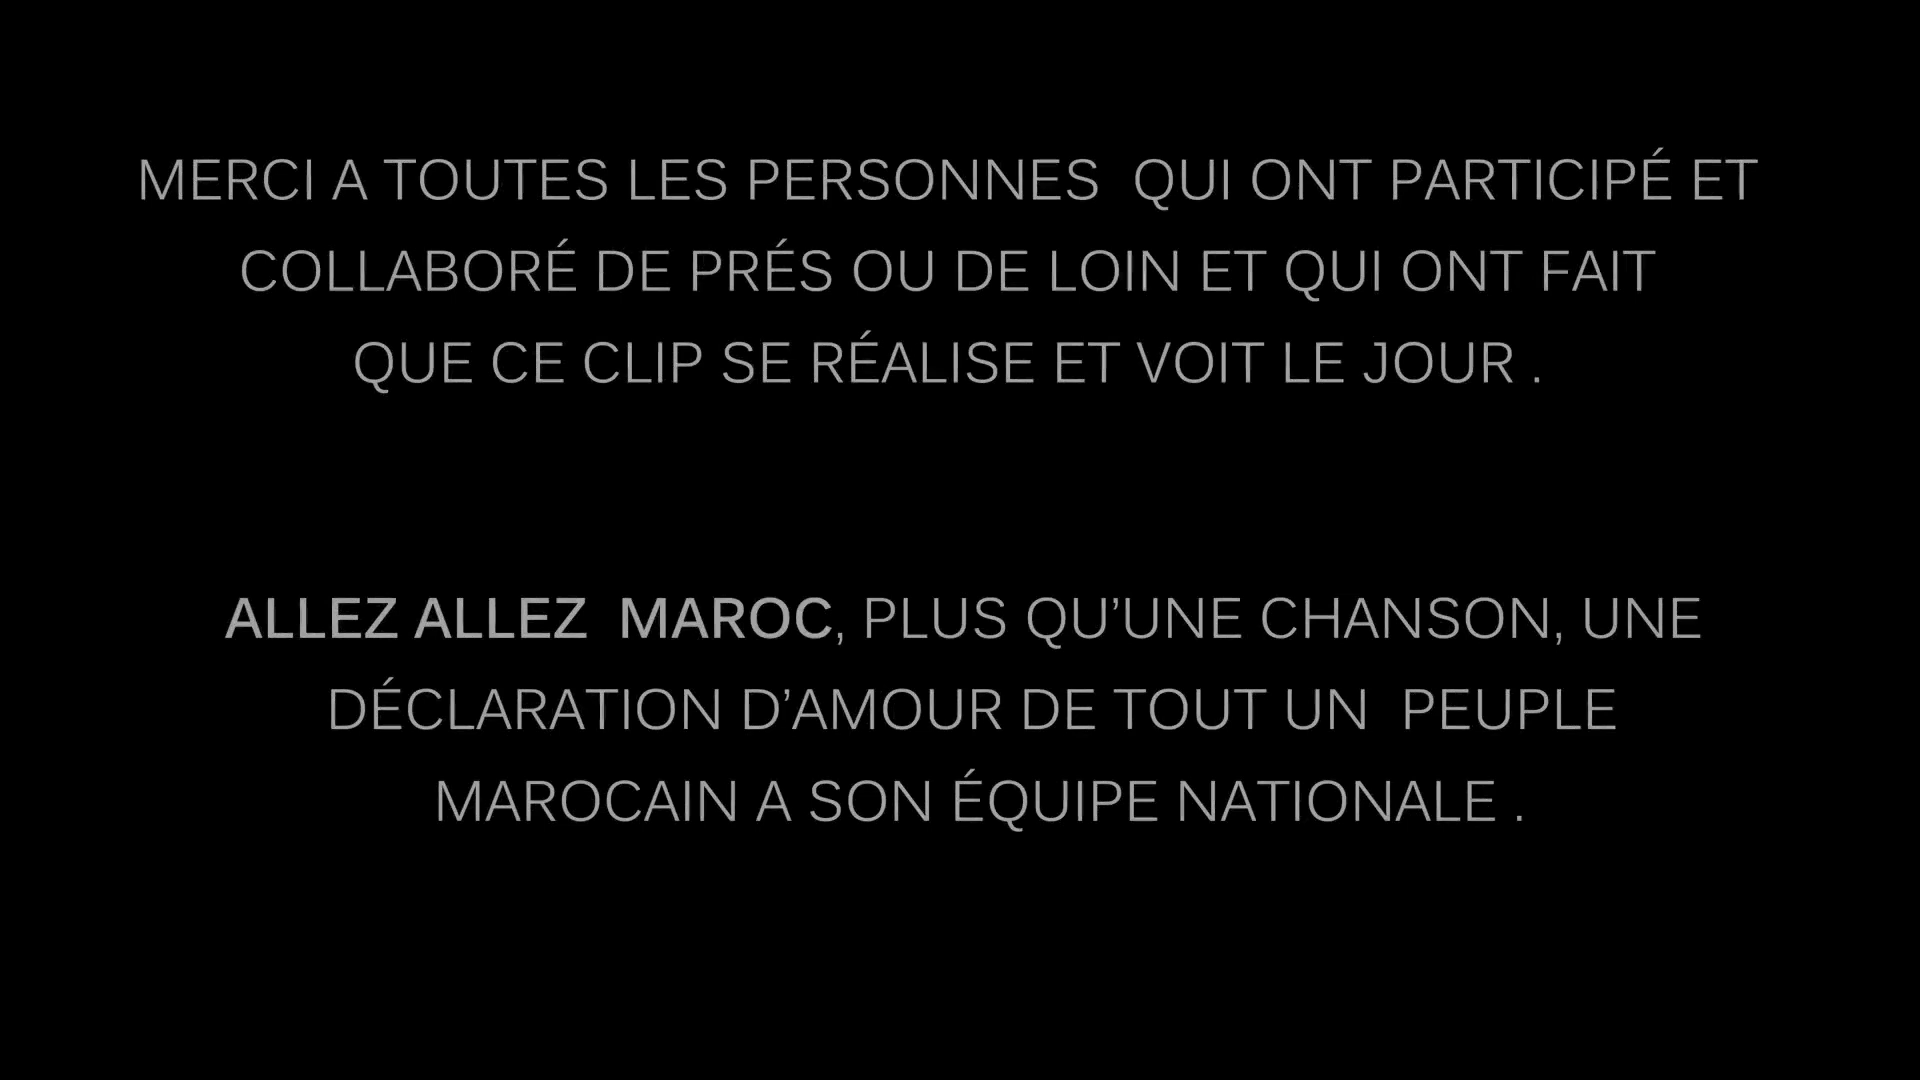 MERCI A TOUTES LES PERSONNES  QUI ONT PARTICIPÉ ET
COLLABORÉ DE PRÉS OU DE LOIN ET QUI ONT FAIT
QUE CE CLIP SE RÉALISE ET VOIT LE JOUR .
ALLEZ ALLEZ  MAROC, PLUS QU’UNE CHANSON, UNE
DÉCLARATION D’AMOUR DE TOUT UN  PEUPLE
MAROCAIN A SON ÉQUIPE NATIONALE .